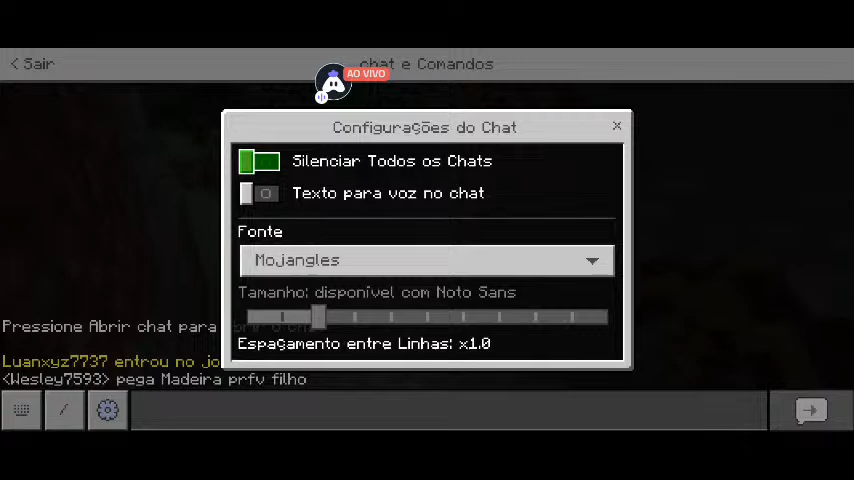 < Sair
chat e Comandos
AO VIVO
Configurações do Chat
Silenciar Todos os Chats
Texto para voz no chat
Fonte
Mojangles
Tamanho: disponível com Noto Sans
Espaçamento entre Linhas: x1.0
Pressione Abrir chat para abrir o chat
Luanxyz7737 entrou no jo
<Wesley7593> pega Madeira prfv filho
/